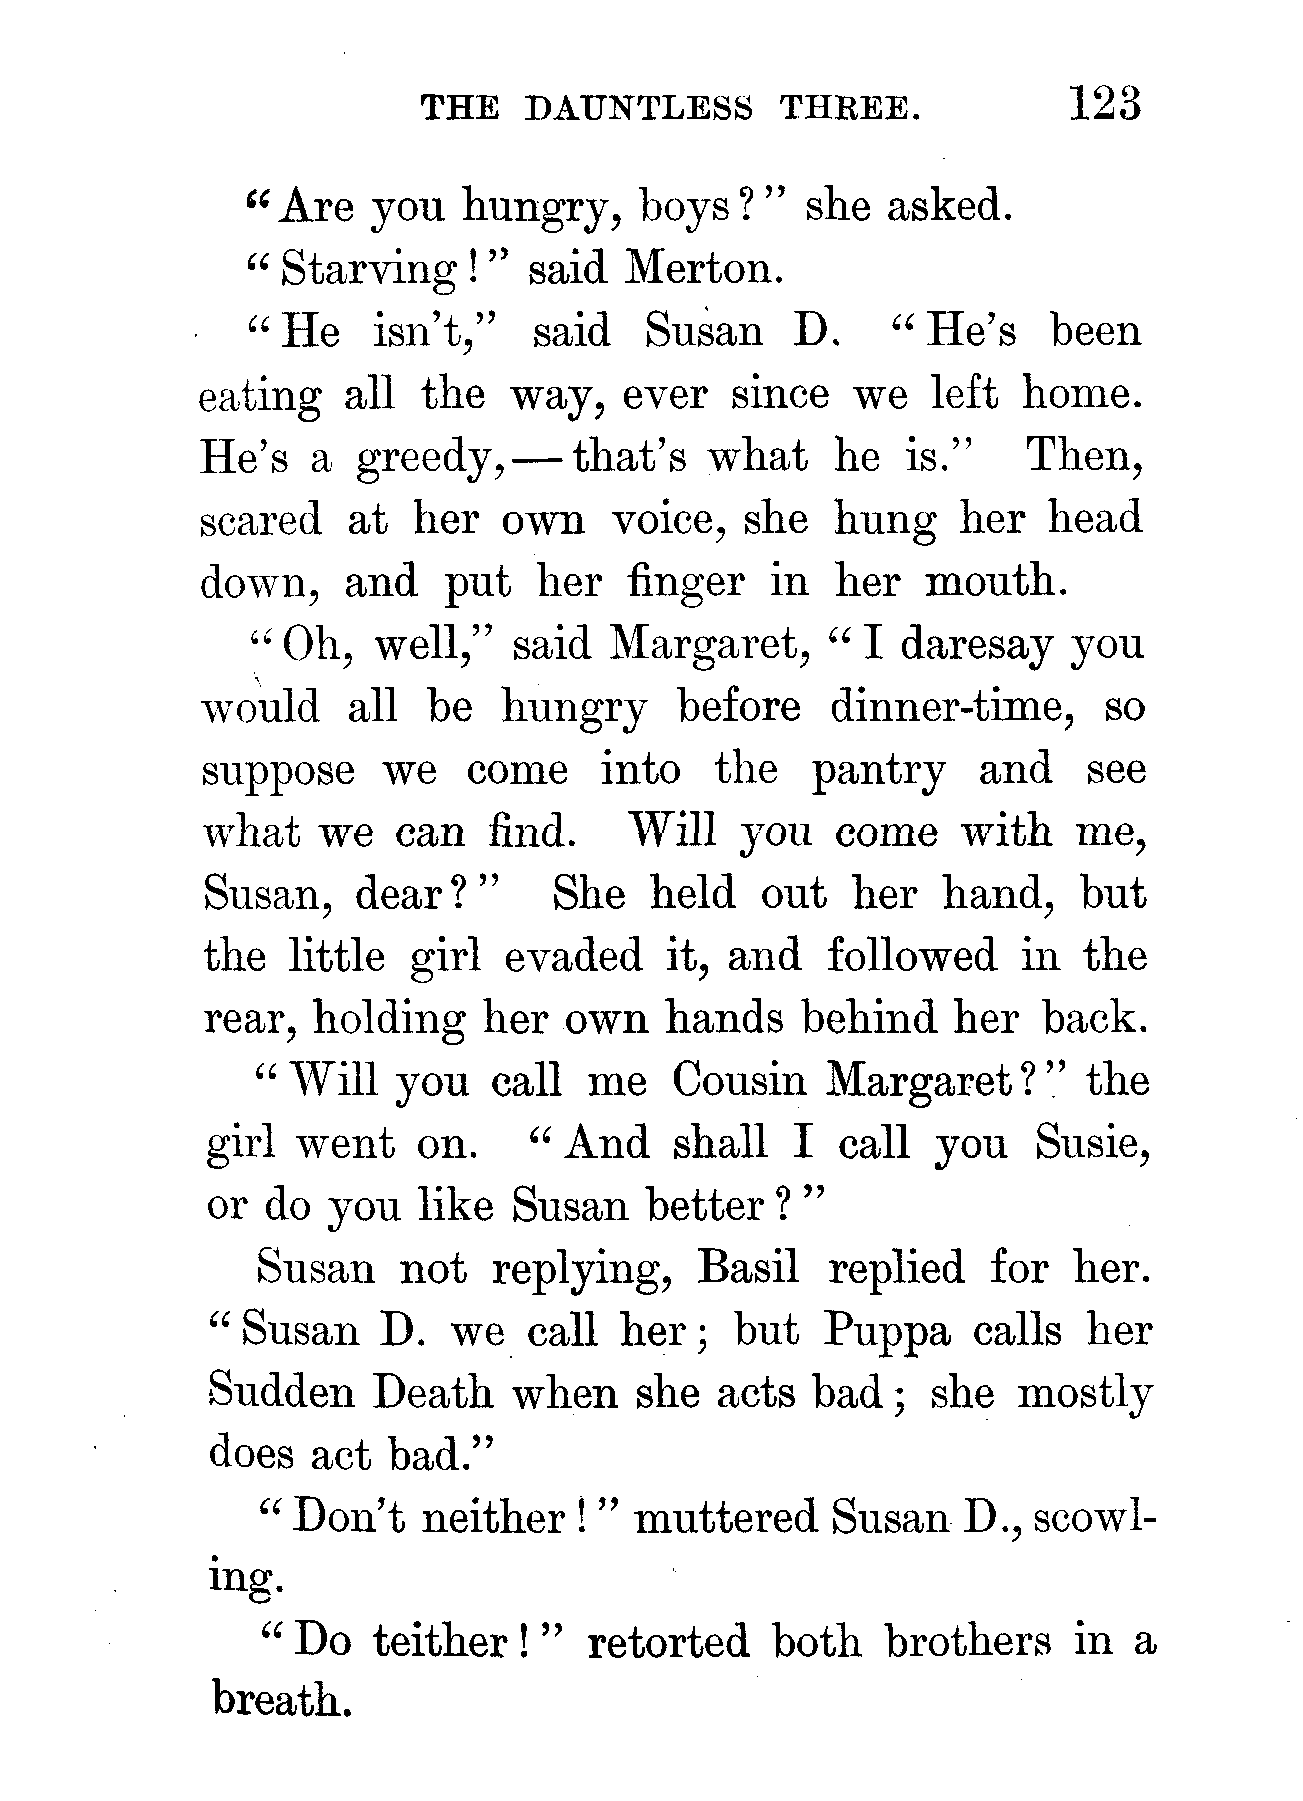 THE DAUNTLESS THREE. 123
"Are you hungry, boys?" she asked.
"Starving!" said Merton.
"He isn't," said Susan D. "He's been
eating all the way, ever since we left home.
He's a greedy,—that's what he is." Then,
scared at her own voice, she hung her head
down, and put her finger in her mouth.
"Oh, well," said Margaret, "I daresay you
would all be hungry before dinner-time, so
suppose we come into the pantry and see
what we can find. Will you come with me,
Susan, dear?" She held out her hand, but
the little girl evaded it, and followed in the
rear, holding her own hands behind her back.
"Will you call me Cousin Margaret?" the
girl went on. "And shall I call you Susie,
or do you like Susan better?"
Susan not replying, Basil replied for her.
"Susan D. we call her; but Puppa calls her
Sudden Death when she acts bad; she mostly
does act bad."
"Don't neither!" muttered Susan D., scowl-
ing.
"Do teither!" retorted both brothers in a
breath.